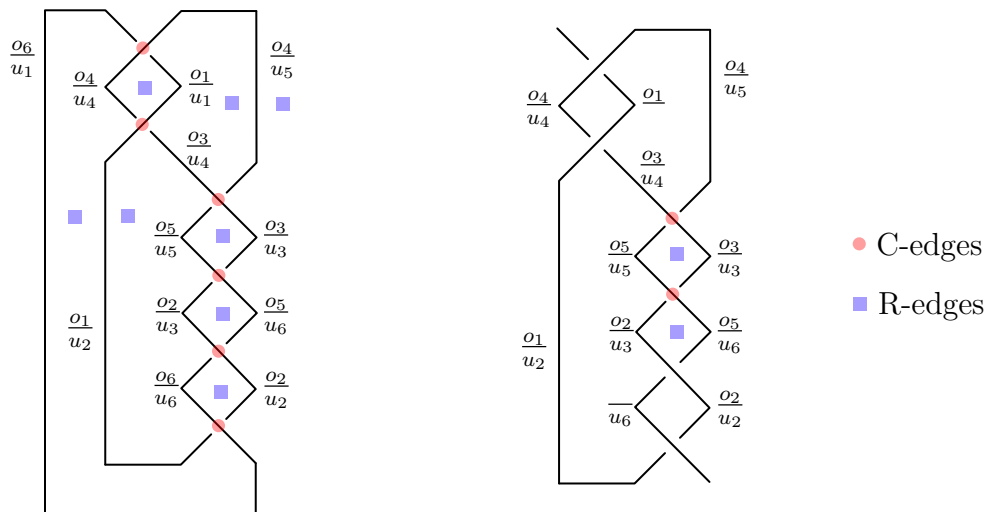 o₆/u₁
o₄/u₄
o₁/u₁
o₄/u₅
o₃/u₄
o₅/u₅
o₃/u₃
o₂/u₃
o₅/u₆
o₁/u₂
o₆/u₆
o₂/u₂
o₄/u₄
o₁/
o₄/u₅
o₃/u₄
o₅/u₅
o₃/u₃
o₂/u₃
o₅/u₆
o₁/u₂
/u₆
o₂/u₂
C-edges
R-edges